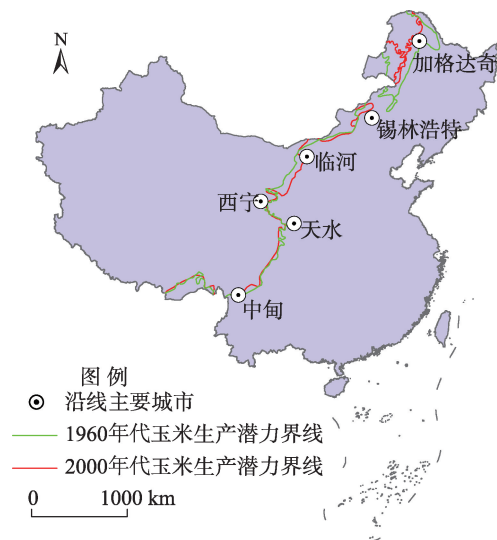 N
加格达奇
锡林浩特
临河
西宁
天水
中甸
图 例
沿线主要城市
1960年代玉米生产潜力界线
2000年代玉米生产潜力界线
0 1000 km